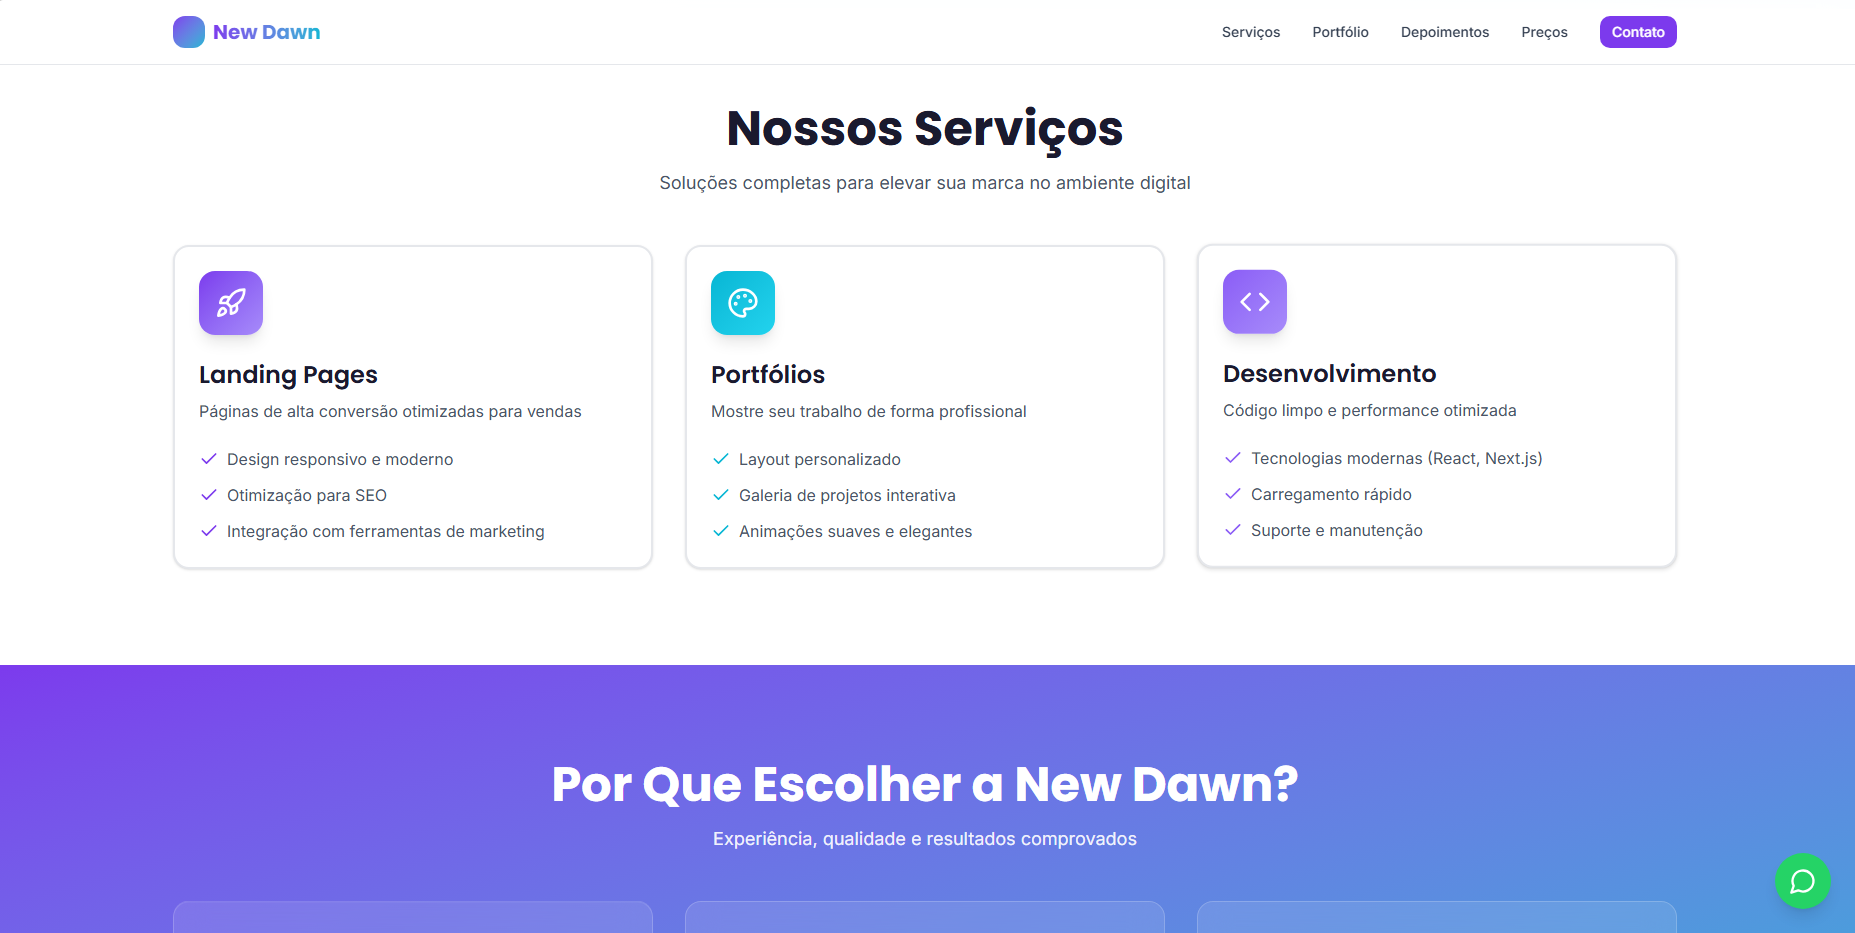 New Dawn
Serviços
Portfólio
Depoimentos
Preços
Contato
Nossos Serviços
Soluções completas para elevar sua marca no ambiente digital
Landing Pages
Páginas de alta conversão otimizadas para vendas
Design responsivo e moderno
Otimização para SEO
Integração com ferramentas de marketing
Portfólios
Mostre seu trabalho de forma profissional
Layout personalizado
Galeria de projetos interativa
Animações suaves e elegantes
Desenvolvimento
Código limpo e performance otimizada
Tecnologias modernas (React, Next.js)
Carregamento rápido
Suporte e manutenção
Por Que Escolher a New Dawn?
Experiência, qualidade e resultados comprovados